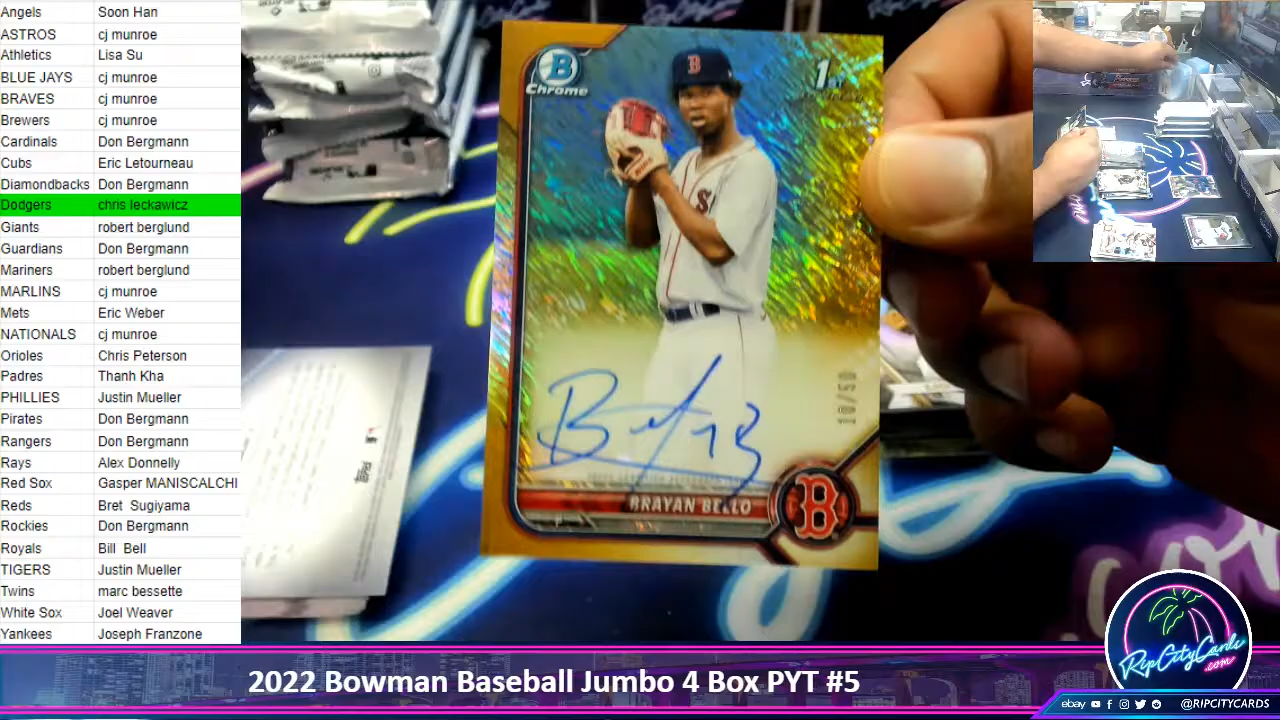 Angels Soon Han
ASTROS cj munroe
Athletics Lisa Su
BLUE JAYS cj munroe
BRAVES cj munroe
Brewers cj munroe
Cardinals Don Bergmann
Cubs Eric Letourneau
Diamondbacks Don Bergmann
Dodgers chris leckawicz
Giants robert berglund
Guardians Don Bergmann
Mariners robert berglund
MARLINS cj munroe
Mets Eric Weber
NATIONALS cj munroe
Orioles Chris Peterson
Padres Thanh Kha
PHILLIES Justin Mueller
Pirates Don Bergmann
Rangers Don Bergmann
Rays Alex Donnelly
Red Sox Gasper MANISCALCHI
Reds Bret Sugiyama
Rockies Don Bergmann
Royals Bill Bell
TIGERS Justin Mueller
Twins marc bessette
White Sox Joel Weaver
Yankees Joseph Franzone
B
Chrome
B
1ST
BRAYAN BELLO
B
Topps
2022 Bowman Baseball Jumbo 4 Box PYT #5
RipCityCards
.com
ebay @RIPCITYCARDS